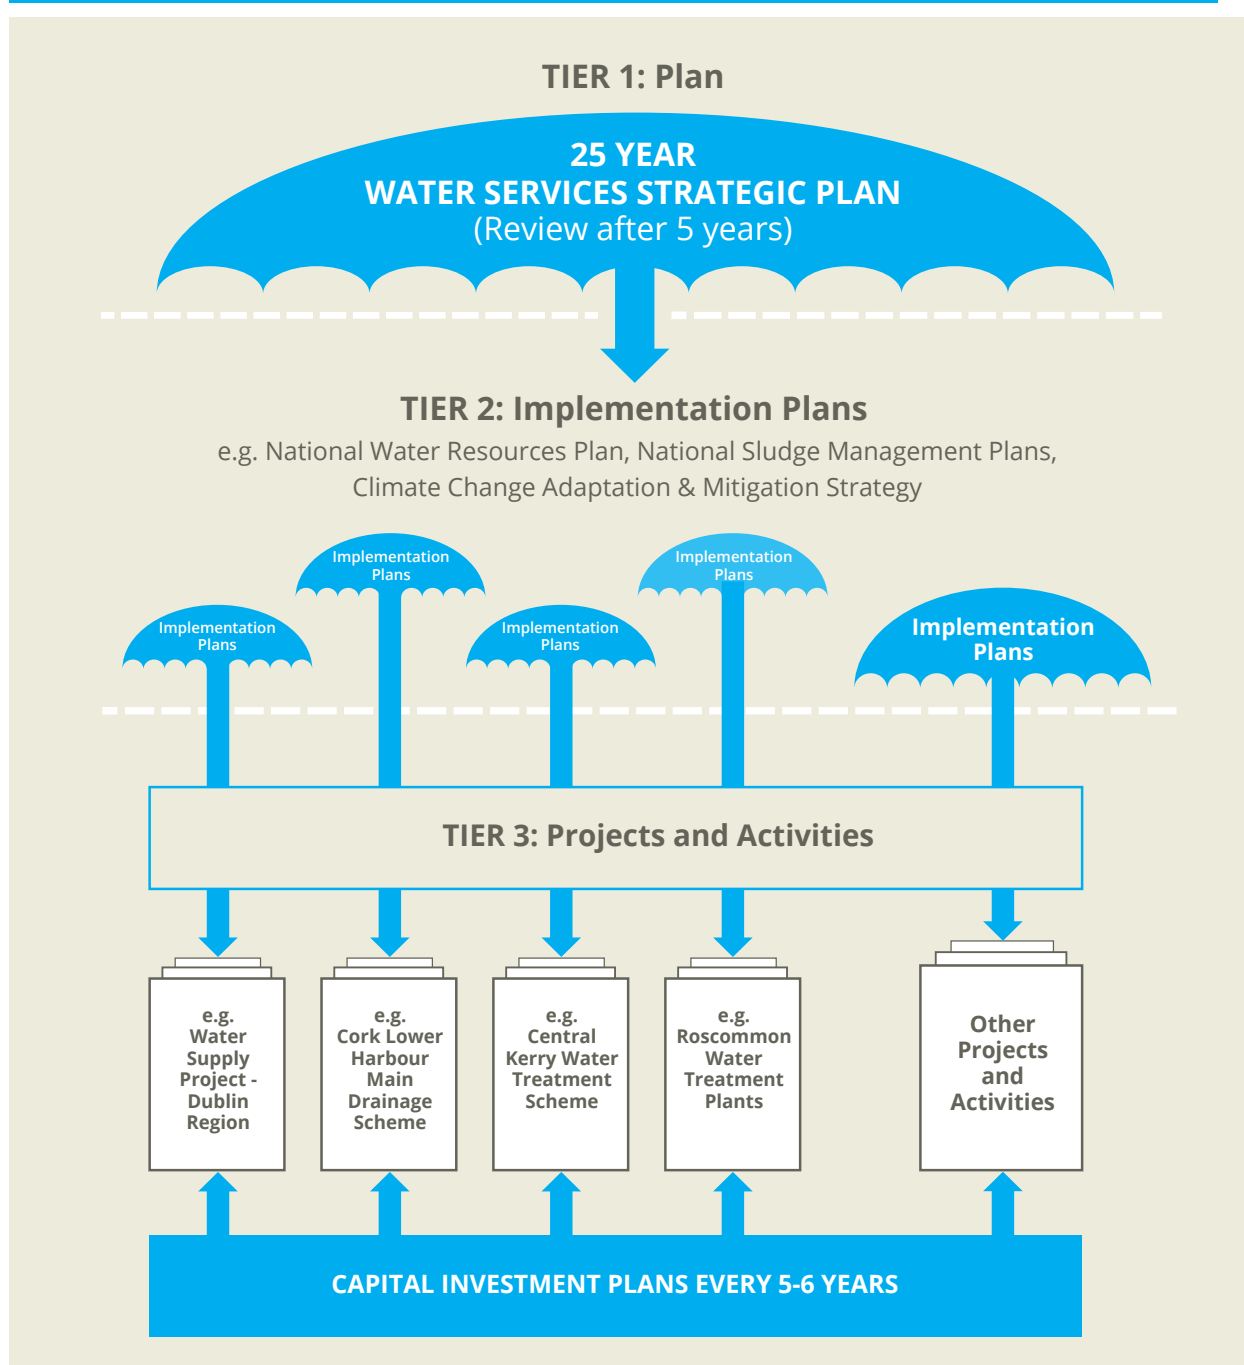 TIER 1: Plan
25 YEAR
WATER SERVICES STRATEGIC PLAN
(Review after 5 years)
TIER 2: Implementation Plans
e.g. National Water Resources Plan, National Sludge Management Plans,
Climate Change Adaptation & Mitigation Strategy
Implementation
Plans
Implementation
Plans
Implementation
Plans
Implementation
Plans
Implementation
Plans
TIER 3: Projects and Activities
e.g.
Water
Supply
Project -
Dublin
Region
e.g.
Cork Lower
Harbour
Main
Drainage
Scheme
e.g.
Central
Kerry Water
Treatment
Scheme
e.g.
Roscommon
Water
Treatment
Plants
Other
Projects
and
Activities
CAPITAL INVESTMENT PLANS EVERY 5-6 YEARS